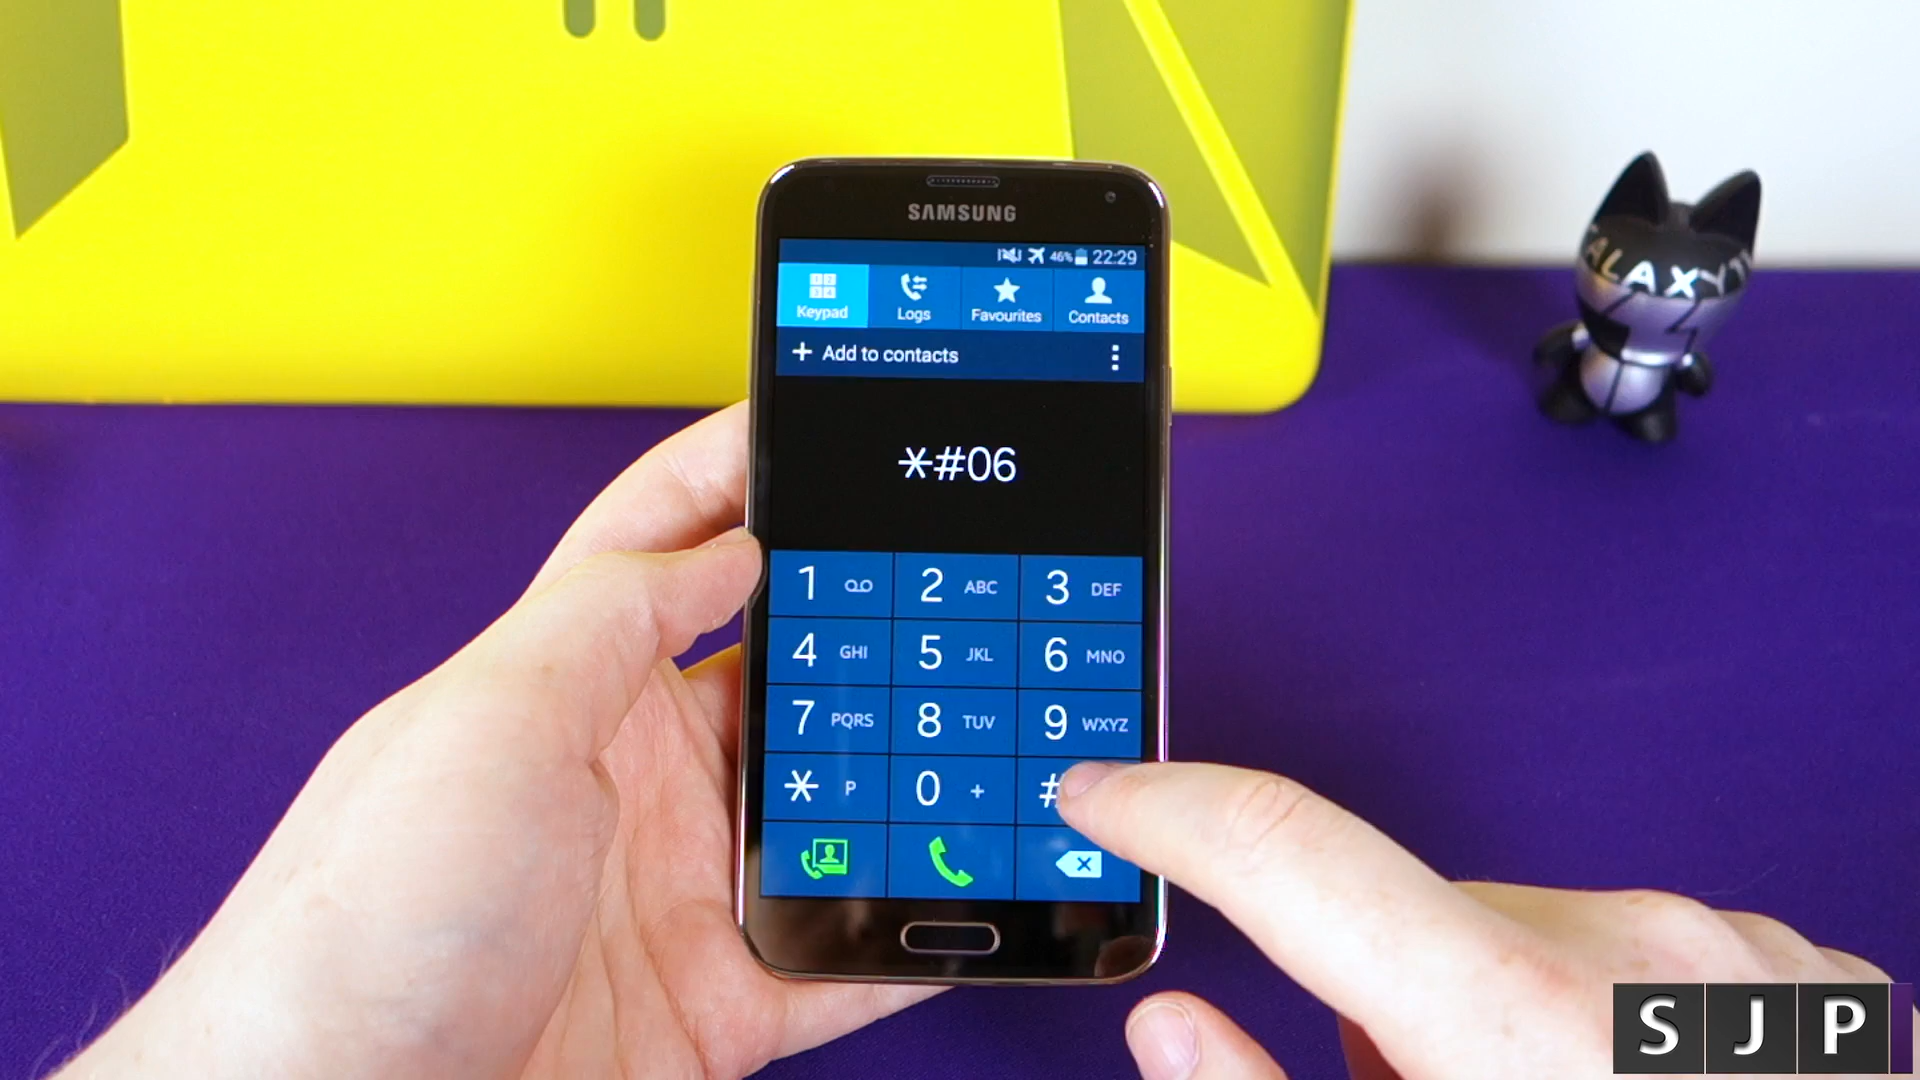 SAMSUNG
46% 22:29
Keypad Logs Favourites Contacts
+ Add to contacts
*#06
1 2 ABC 3 DEF
4 GHI 5 JKL 6 MNO
7 PQRS 8 TUV 9 WXYZ
* P 0 + #
ALAXY
SJP